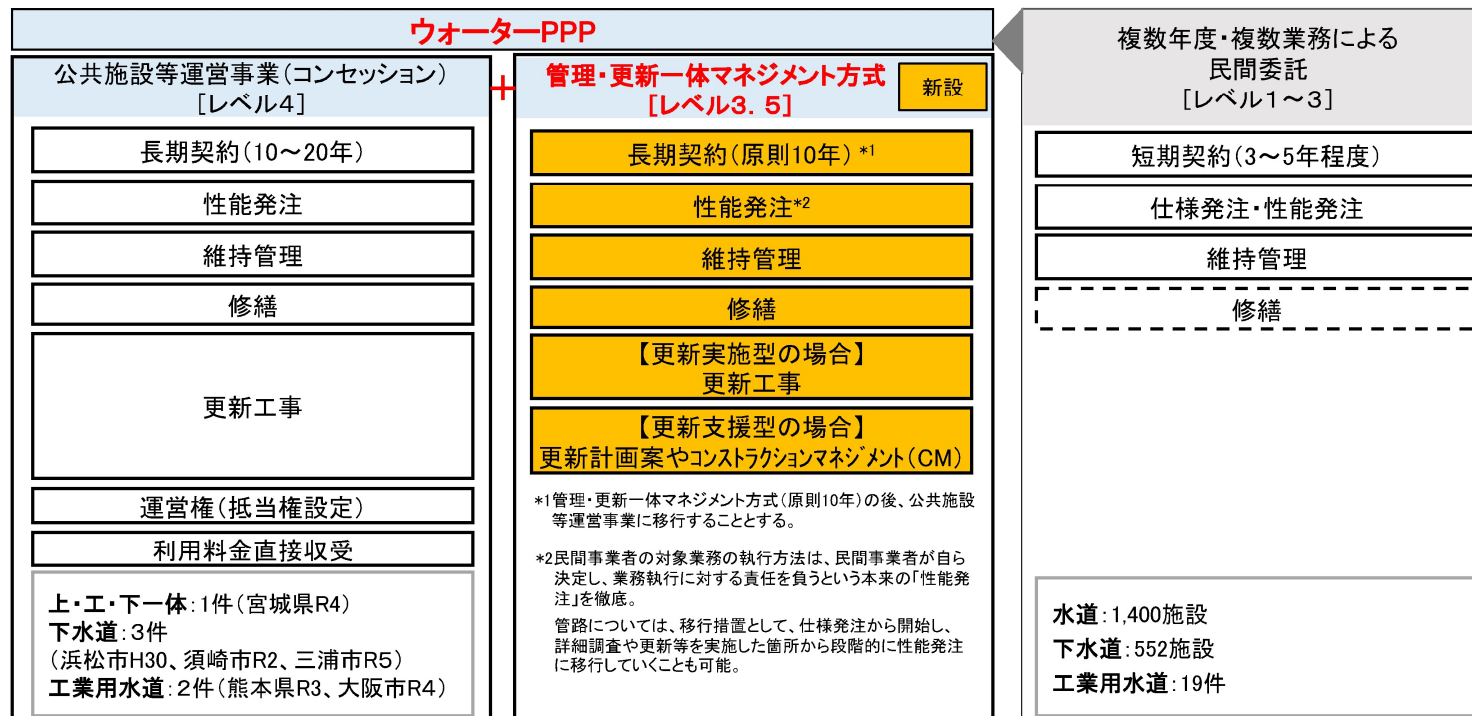 ウォーターPPP
公共施設等運営事業(コンセッション)
[レベル4]
長期契約(10～20年)
性能発注
維持管理
修繕
更新工事
運営権(抵当権設定)
利用料金直接収受
上・工・下一体:1件(宮城県R4)
下水道:3件
(浜松市H30、須崎市R2、三浦市R5)
工業用水道:2件(熊本県R3、大阪市R4)
+
管理・更新一体マネジメント方式
[レベル3.5]
新設
長期契約(原則10年)*1
性能発注*2
維持管理
修繕
【更新実施型の場合】
更新工事
【更新支援型の場合】
更新計画案やコンストラクションマネジメント(CM)
*1管理・更新一体マネジメント方式(原則10年)の後、公共施設
等運営事業に移行することとする。
*2民間事業者の対象業務の執行方法は、民間事業者が自ら
決定し、業務執行に対する責任を負うという本来の「性能発
注」を徹底。
管路については、移行措置として、仕様発注から開始し、
詳細調査や更新等を実施した箇所から段階的に性能発注
に移行していくことも可能。
複数年度・複数業務による
民間委託
[レベル1～3]
短期契約(3～5年程度)
仕様発注・性能発注
維持管理
修繕
水道:1,400施設
下水道:552施設
工業用水道:19件